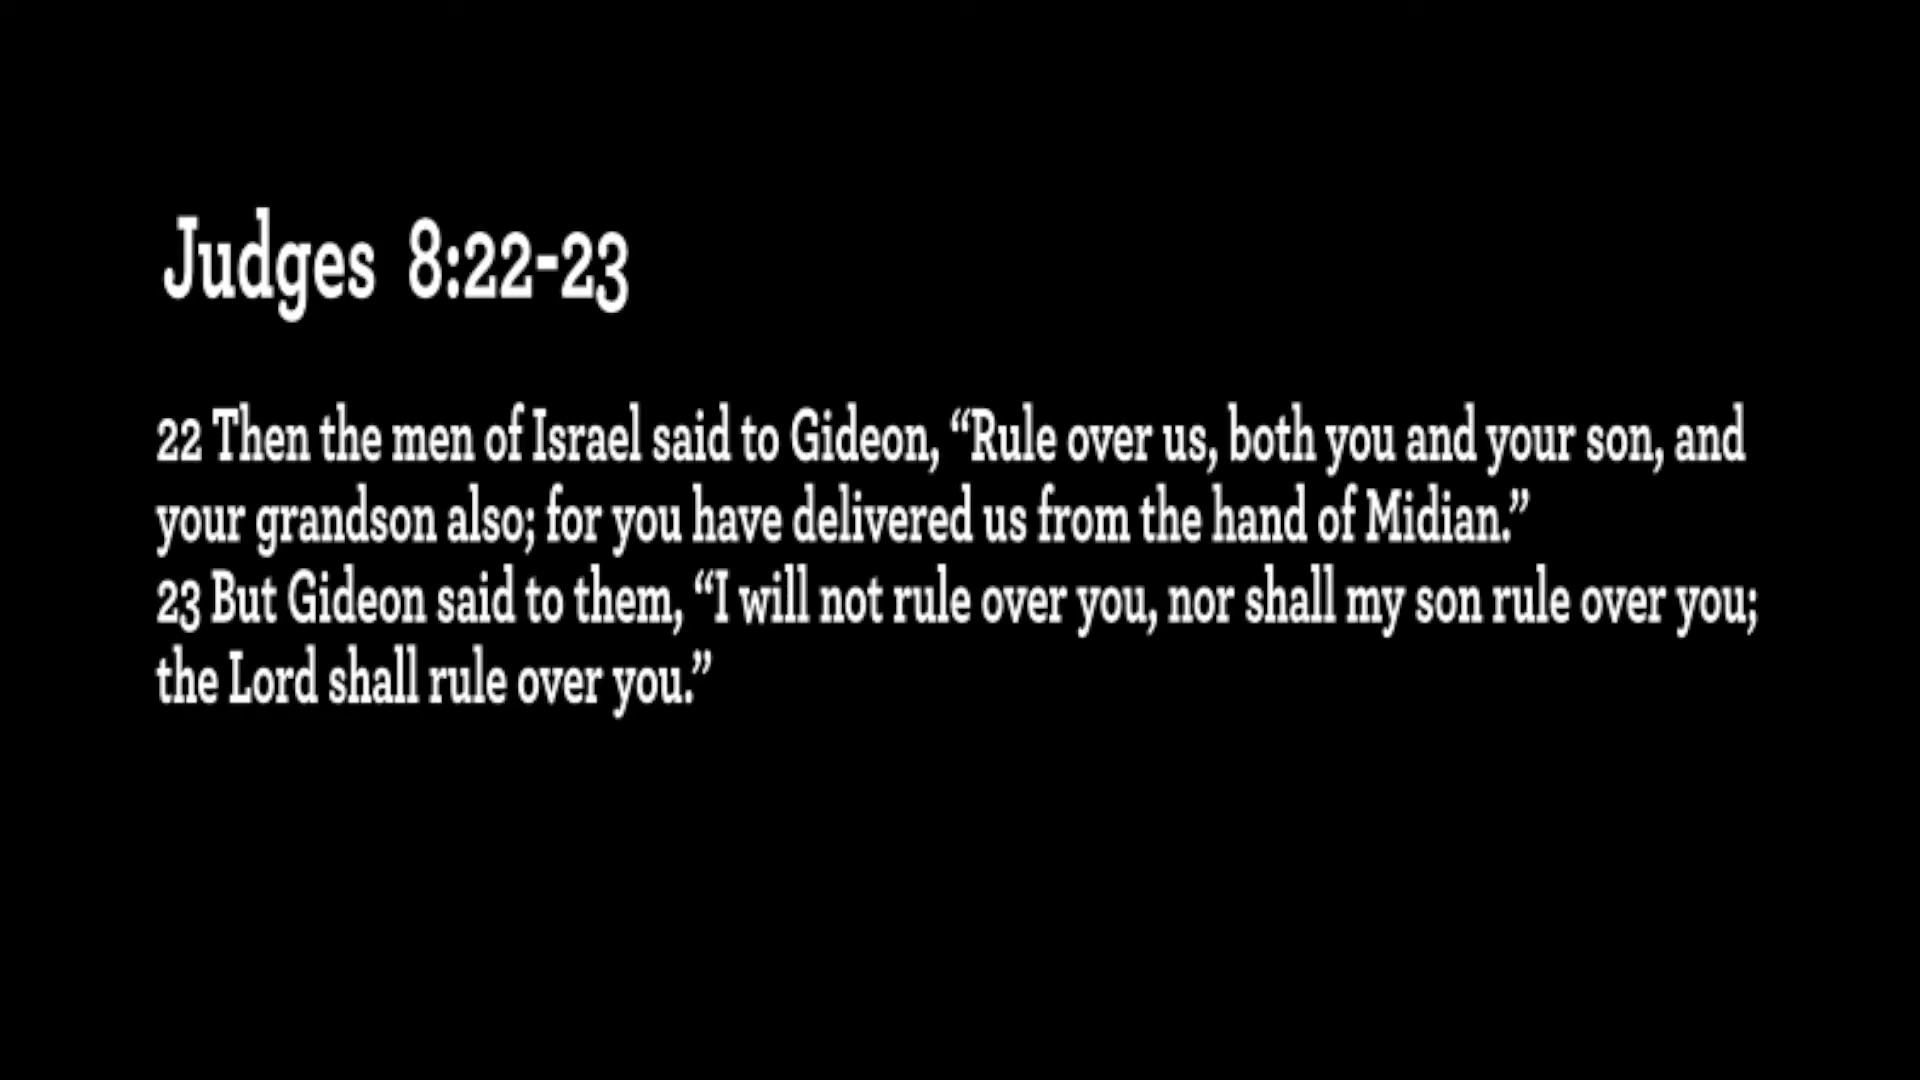 Judges 8:22-23
22 Then the men of Israel said to Gideon, “Rule over us, both you and your son, and
your grandson also; for you have delivered us from the hand of Midian.”
23 But Gideon said to them, “I will not rule over you, nor shall my son rule over you;
the Lord shall rule over you.”